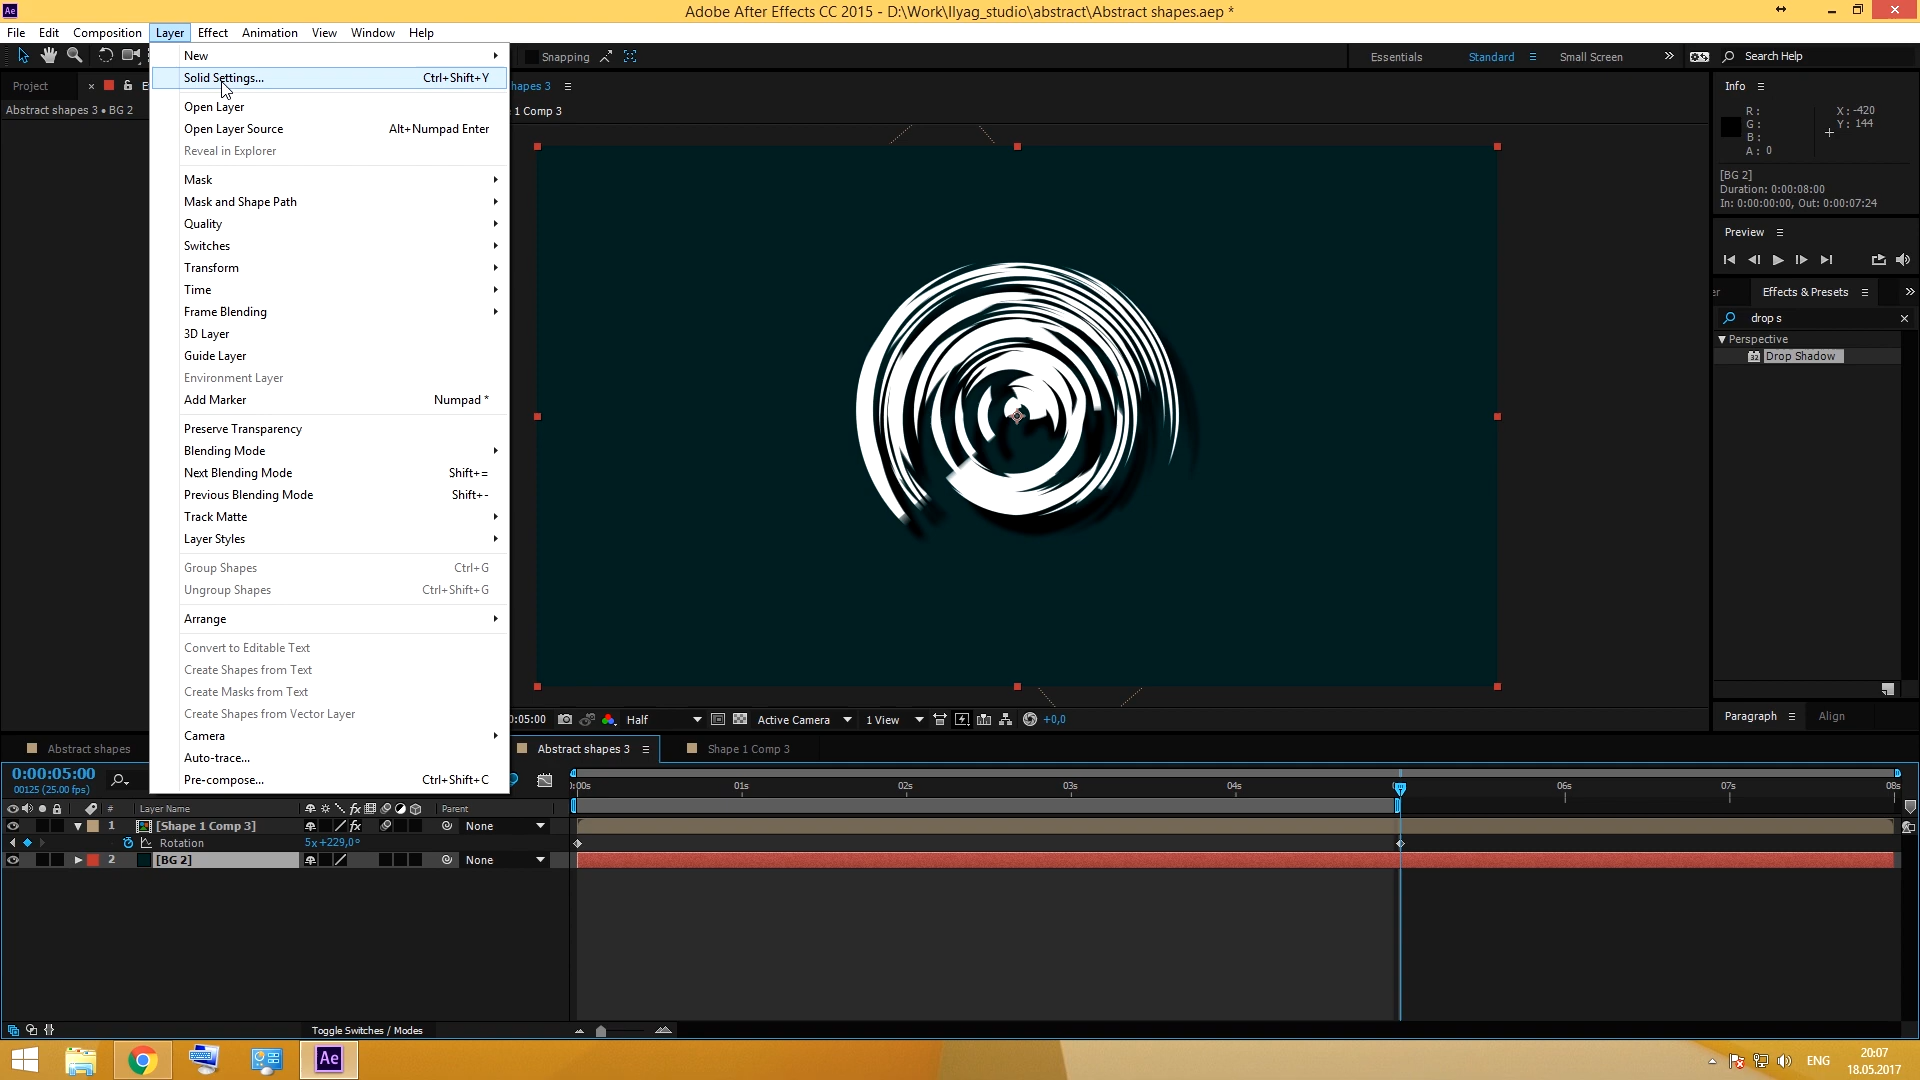 Ae
Adobe After Effects CC 2015 - D:\Work\Ilyag_studio\abstract\Abstract shapes.aep *
File Edit Composition Layer Effect Animation View Window Help
Snapping
Essentials Standard Small Screen Search Help
Project
hapes 3
Abstract shapes 3 • BG 2
1 Comp 3
New
Solid Settings... Ctrl+Shift+Y
Open Layer
Open Layer Source Alt+Numpad Enter
Reveal in Explorer
Mask
Mask and Shape Path
Quality
Switches
Transform
Time
Frame Blending
3D Layer
Guide Layer
Environment Layer
Add Marker Numpad *
Preserve Transparency
Blending Mode
Next Blending Mode Shift+=
Previous Blending Mode Shift+-
Track Matte
Layer Styles
Group Shapes Ctrl+G
Ungroup Shapes Ctrl+Shift+G
Arrange
Convert to Editable Text
Create Shapes from Text
Create Masks from Text
Create Shapes from Vector Layer
Camera
Auto-trace...
Pre-compose... Ctrl+Shift+C
Info
R: X: -420
G: Y: 144
B:
A: 0
[BG 2]
Duration: 0:00:08:00
In: 0:00:00:00, Out: 0:00:07:24
Preview
er Effects & Presets
drop s
Perspective
32 Drop Shadow
Paragraph Align
0:05:00 Half Active Camera 1 View +0,0
Abstract shapes Abstract shapes 3 Shape 1 Comp 3
0:00:05:00
00125 (25.00 fps)
:00s 01s 02s 03s 04s 06s 07s 08s
# Layer Name fx Parent
1 [Shape 1 Comp 3] fx None
Rotation 5x+229,0°
2 [BG 2] None
Toggle Switches / Modes
Ae
ENG
20:07
18.05.2017